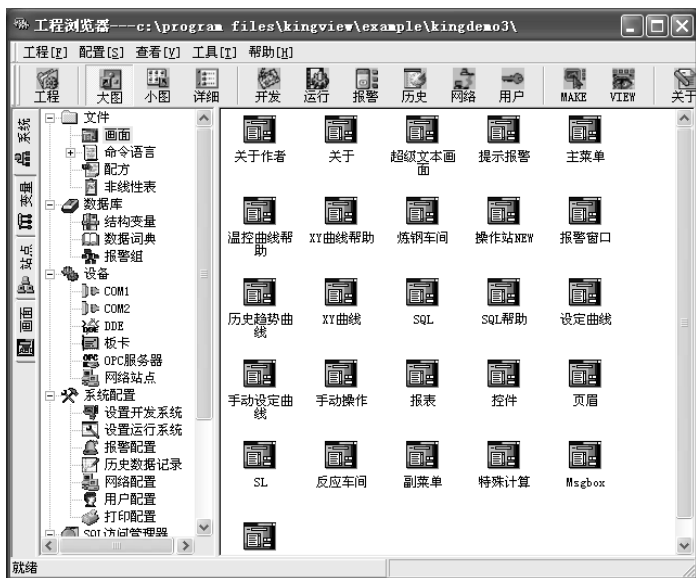 工程浏览器---c:\program files\kingview\example\kingdemo3\
工程[F] 配置[S] 查看[V] 工具[T] 帮助[H]
工程 大图 小图 详细 开发 运行 报警 历史 网络 用户 MAKE VIEW 关于
系统
变量
站点
画面
文件
画面
命令语言
配方
非线性表
数据库
结构变量
数据词典
报警组
设备
COM1
COM2
DDE
板卡
OPC服务器
网络站点
系统配置
设置开发系统
设置运行系统
报警配置
历史数据记录
网络配置
用户配置
打印配置
SQL访问管理器
关于作者 关于 超级文本画面 提示报警 主菜单
温控曲线帮助 XY曲线帮助 炼钢车间 操作站NEW 报警窗口
历史趋势曲线 XY曲线 SQL SQL帮助 设定曲线
手动设定曲线 手动操作 报表 控件 页眉
SL 反应车间 副菜单 特殊计算 Msgbox
就绪